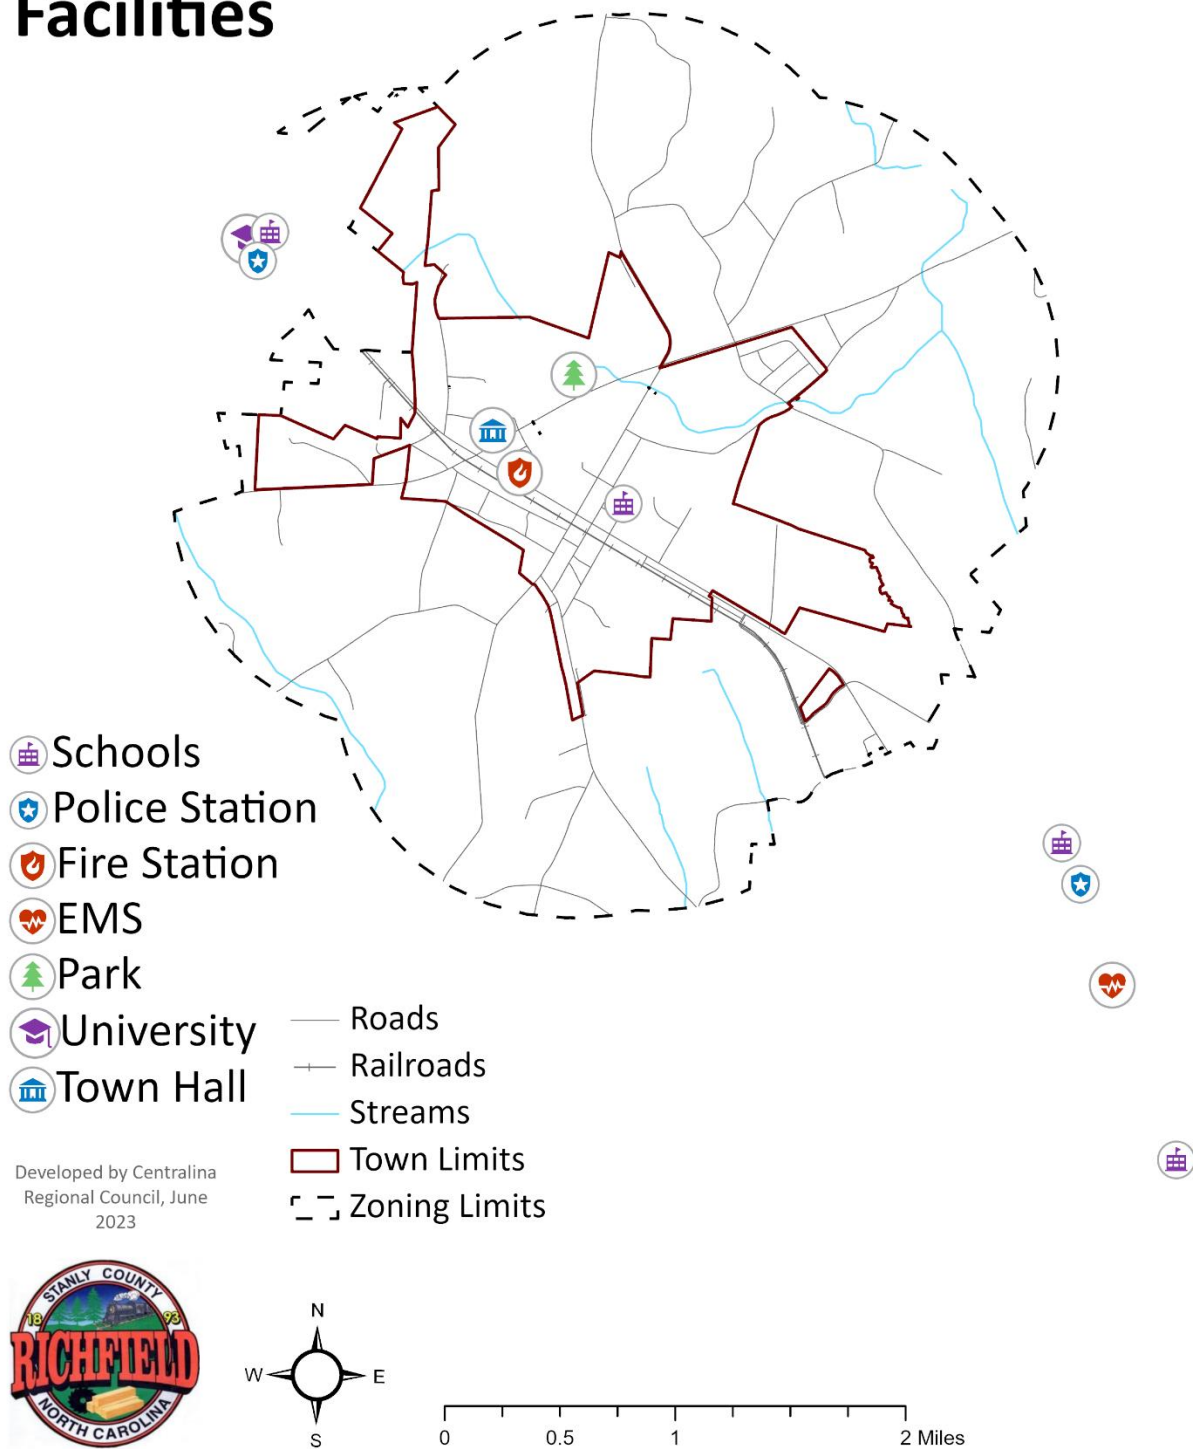 Facilities
Schools
Police Station
Fire Station
EMS
Park
University
Town Hall
Roads
Railroads
Streams
Town Limits
Zoning Limits
Developed by Centralina
Regional Council, June
2023
STANLY COUNTY
18 93
RICHFIELD
NORTH CAROLINA
N
W E
S
0 0.5 1 2 Miles